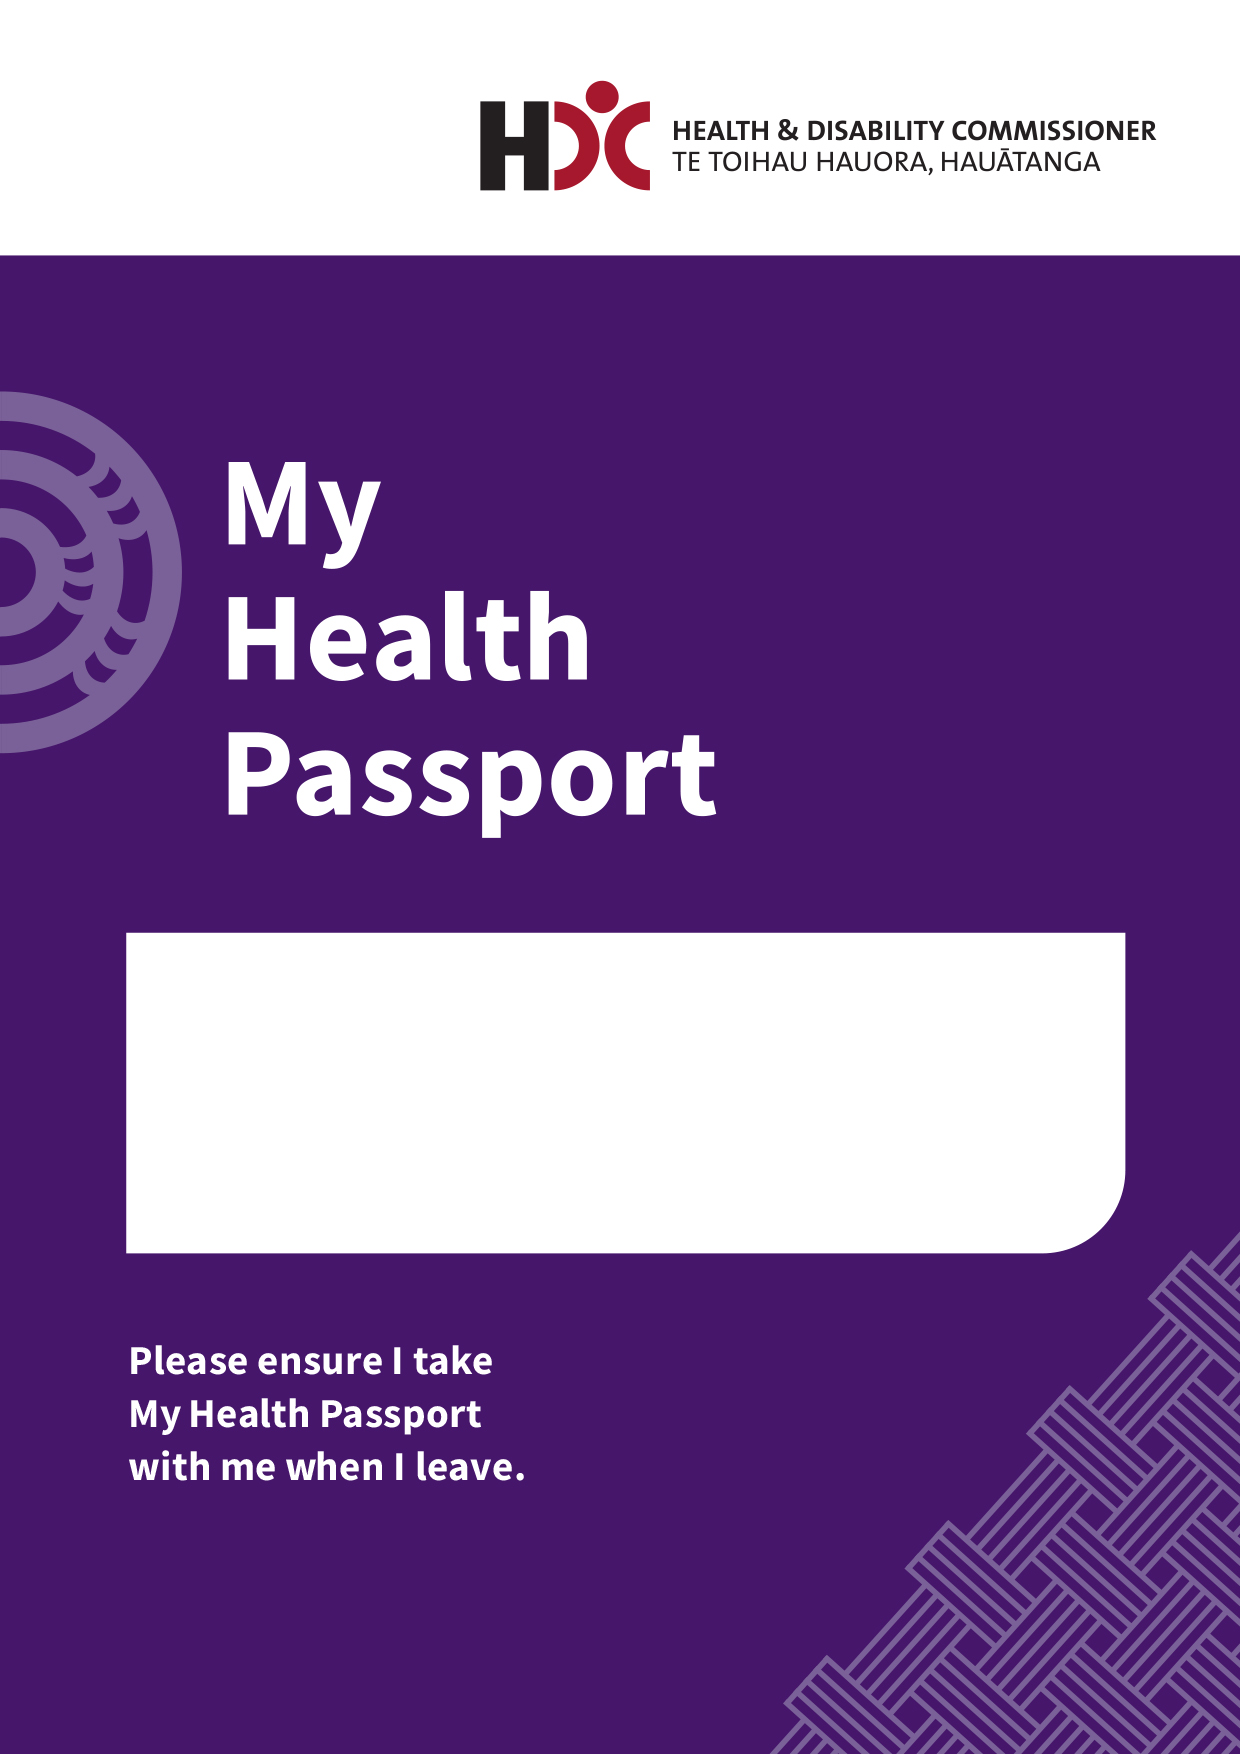 HDC
HEALTH & DISABILITY COMMISSIONER
TE TOIHAU HAUORA, HAUĀTANGA
My
Health
Passport
Please ensure I take
My Health Passport
with me when I leave.